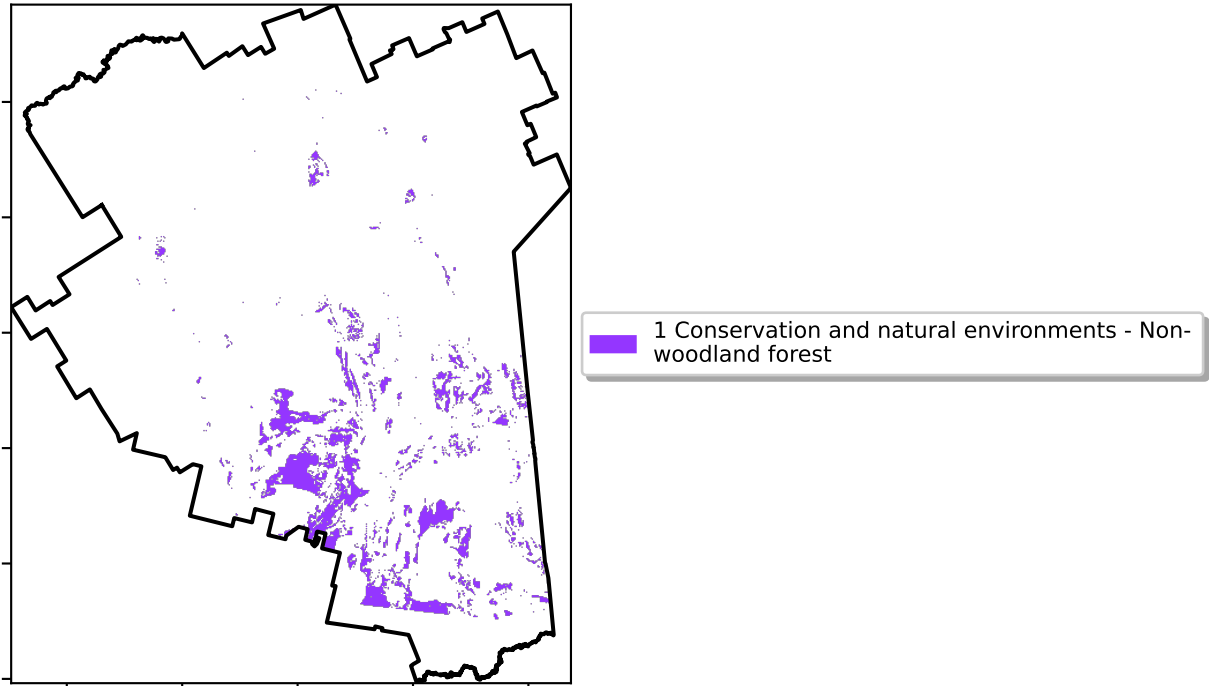 1 Conservation and natural environments - Non-
woodland forest